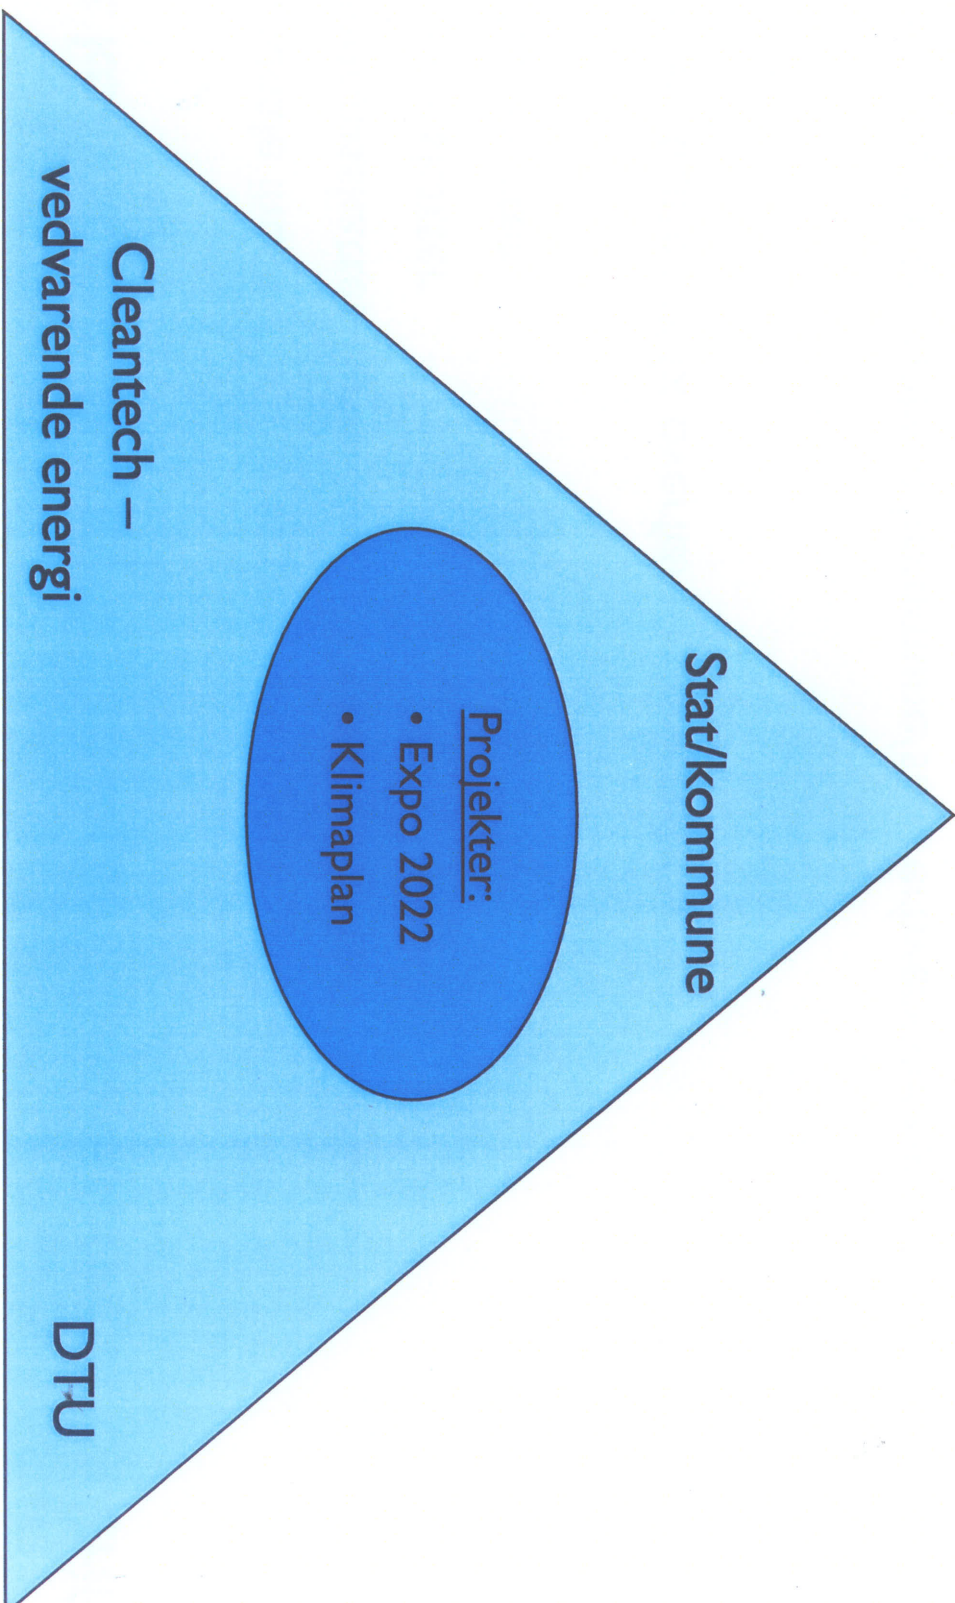 Stat/kommune
Projekter:
• Expo 2022
• Klimaplan
Cleantech –
vedvarende energi
DTU